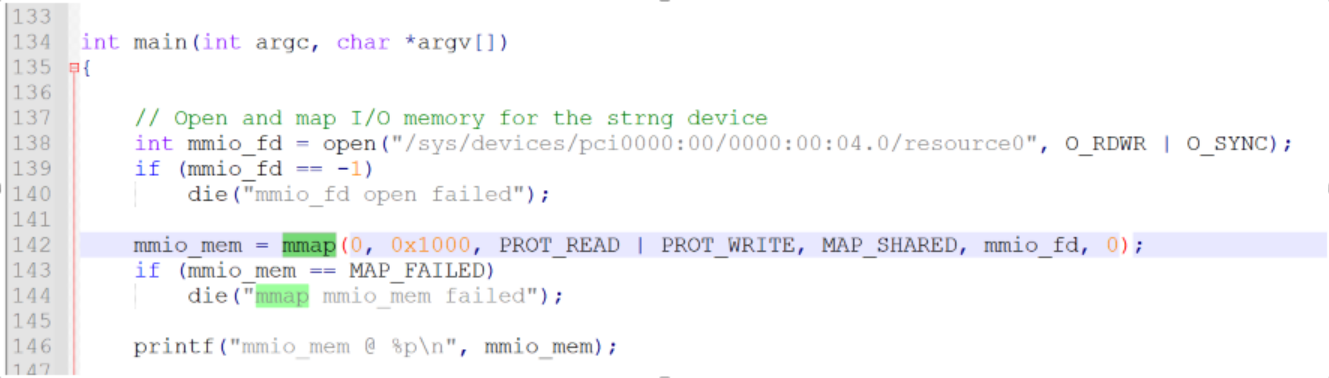 133
134 int main(int argc, char *argv[])
135 {
136
137 // Open and map I/O memory for the strng device
138 int mmio_fd = open("/sys/devices/pci0000:00/0000:00:04.0/resource0", O_RDWR | O_SYNC);
139 if (mmio_fd == -1)
140 die("mmio_fd open failed");
141
142 mmio_mem = mmap(0, 0x1000, PROT_READ | PROT_WRITE, MAP_SHARED, mmio_fd, 0);
143 if (mmio_mem == MAP_FAILED)
144 die("mmap mmio_mem failed");
145
146 printf("mmio_mem @ %p\n", mmio_mem);
147